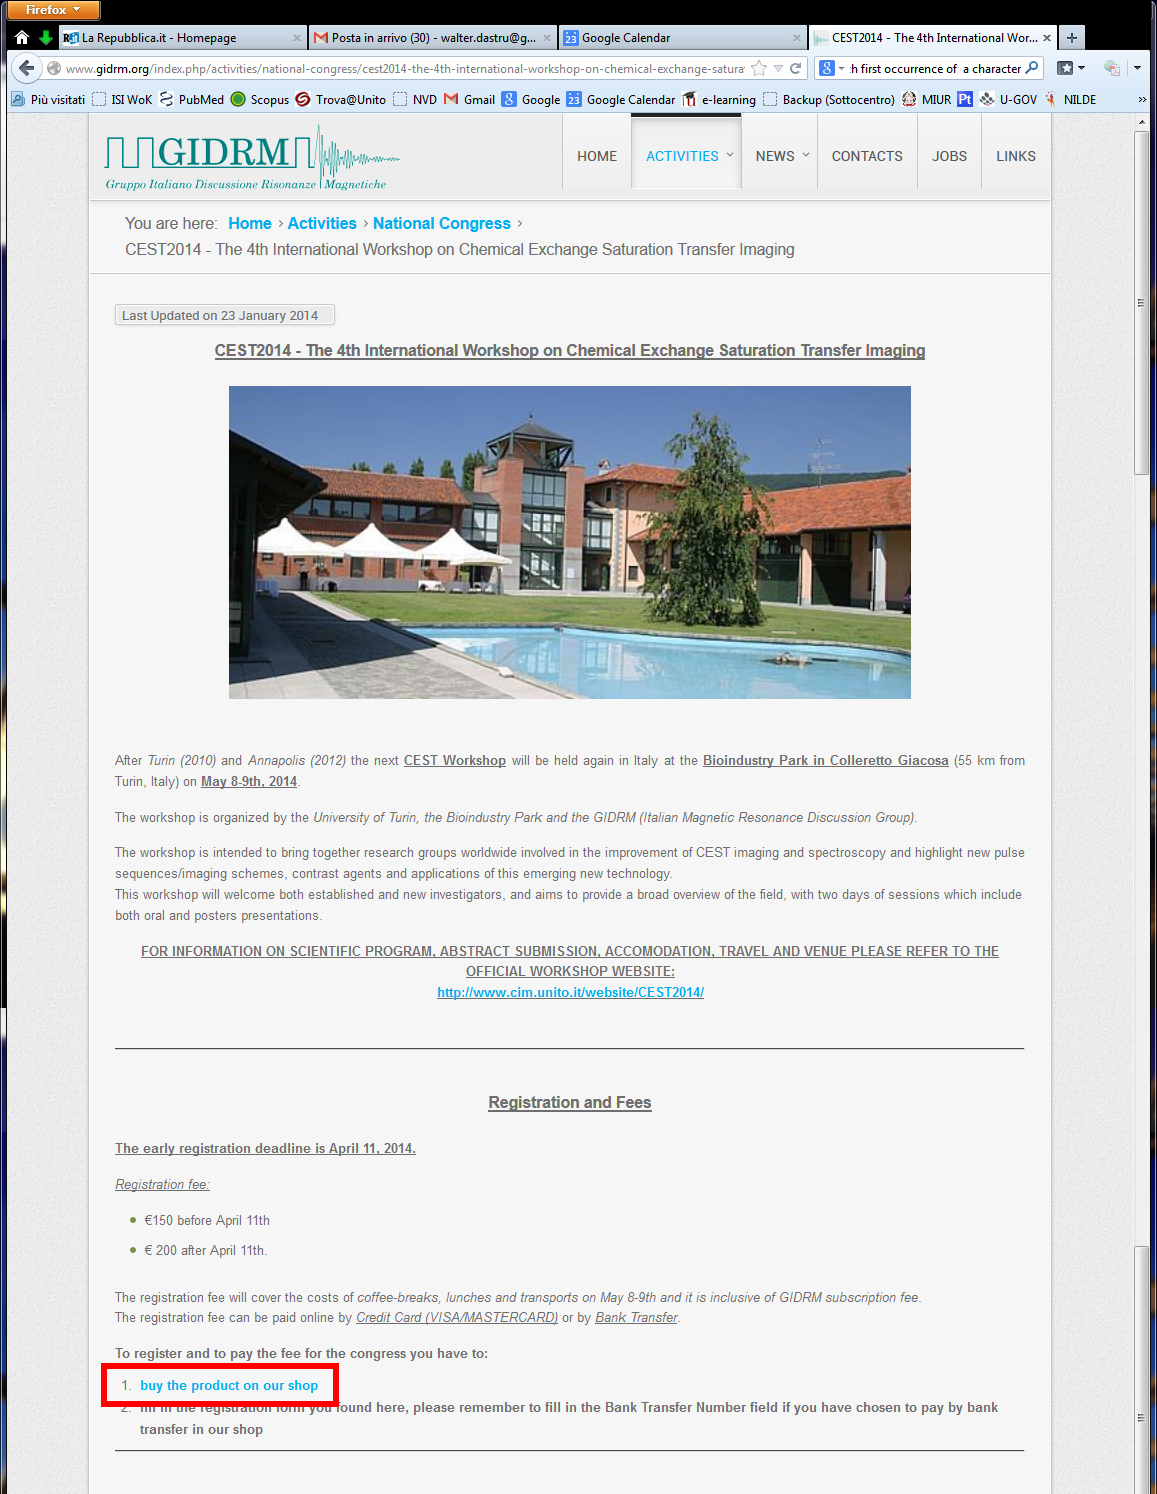 Firefox
La Repubblica.it - Homepage
Posta in arrivo (30) - walter.dastru@g...
Google Calendar
CEST2014 - The 4th International Wor...
www.gidrm.org/index.php/activities/national-congress/cest2014-the-4th-international-workshop-on-chemical-exchange-satura
h first occurrence of a character
Più visitati ISI WoK PubMed Scopus Trova@Unito NVD Gmail Google Google Calendar e-learning Backup (Sottocentro) MIUR U-GOV NILDE
GIDRM
Gruppo Italiano Discussione Risonanze Magnetiche
HOME ACTIVITIES NEWS CONTACTS JOBS LINKS
You are here: Home > Activities > National Congress >
CEST2014 - The 4th International Workshop on Chemical Exchange Saturation Transfer Imaging
Last Updated on 23 January 2014
CEST2014 - The 4th International Workshop on Chemical Exchange Saturation Transfer Imaging
After Turin (2010) and Annapolis (2012) the next CEST Workshop will be held again in Italy at the Bioindustry Park in Colleretto Giacosa (55 km from
Turin, Italy) on May 8-9th, 2014.
The workshop is organized by the University of Turin, the Bioindustry Park and the GIDRM (Italian Magnetic Resonance Discussion Group).
The workshop is intended to bring together research groups worldwide involved in the improvement of CEST imaging and spectroscopy and highlight new pulse
sequences/imaging schemes, contrast agents and applications of this emerging new technology.
This workshop will welcome both established and new investigators, and aims to provide a broad overview of the field, with two days of sessions which include
both oral and posters presentations.
FOR INFORMATION ON SCIENTIFIC PROGRAM, ABSTRACT SUBMISSION, ACCOMODATION, TRAVEL AND VENUE PLEASE REFER TO THE
OFFICIAL WORKSHOP WEBSITE:
http://www.cim.unito.it/website/CEST2014/
Registration and Fees
The early registration deadline is April 11, 2014.
Registration fee:
€150 before April 11th
€ 200 after April 11th.
The registration fee will cover the costs of coffee-breaks, lunches and transports on May 8-9th and it is inclusive of GIDRM subscription fee.
The registration fee can be paid online by Credit Card (VISA/MASTERCARD) or by Bank Transfer.
To register and to pay the fee for the congress you have to:
1. buy the product on our shop
2. fill in the registration form you found here, please remember to fill in the Bank Transfer Number field if you have chosen to pay by bank
transfer in our shop